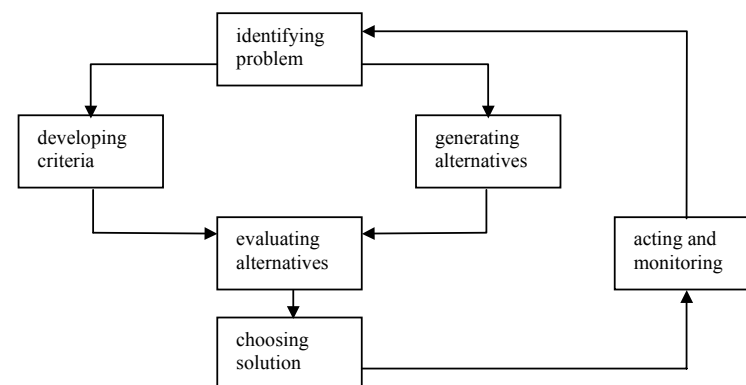 identifying
problem
developing
criteria
generating
alternatives
evaluating
alternatives
acting and
monitoring
choosing
solution